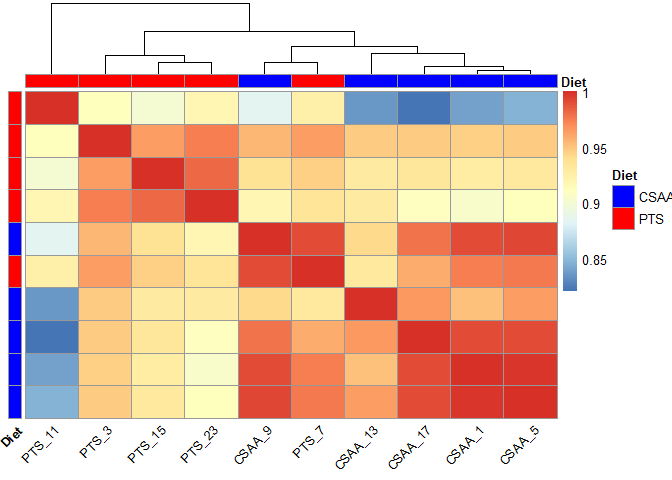 Diet
1
0.95
0.9
0.85
Diet
CSAA
PTS
Diet
PTS_11
PTS_3
PTS_15
PTS_23
CSAA_9
PTS_7
CSAA_13
CSAA_17
CSAA_1
CSAA_5